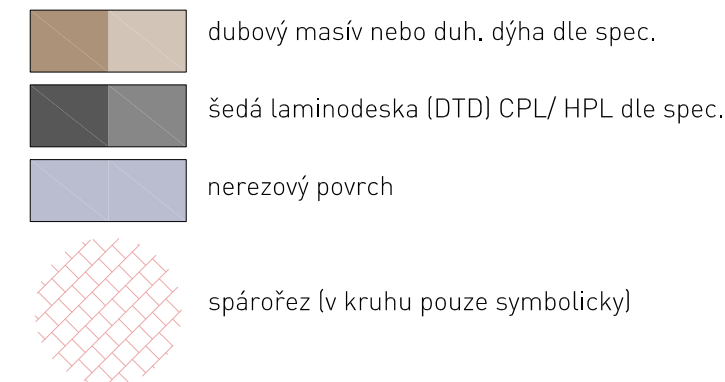 dubový masív nebo duh. dýha dle spec.
šedá laminodeska (DTD) CPL/ HPL dle spec.
nerezový povrch
spárořez (v kruhu pouze symbolicky)